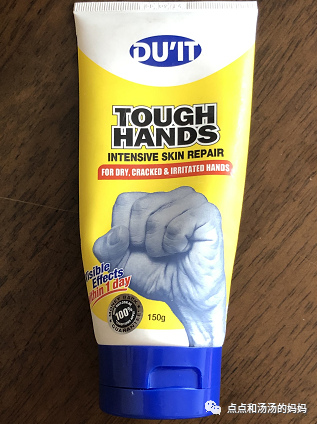 DU'IT
TOUGH
HANDS
INTENSIVE SKIN REPAIR
FOR DRY, CRACKED & IRRITATED HANDS
Visible
Effects
within 1 day
100%
150g
点点和汤汤的妈妈